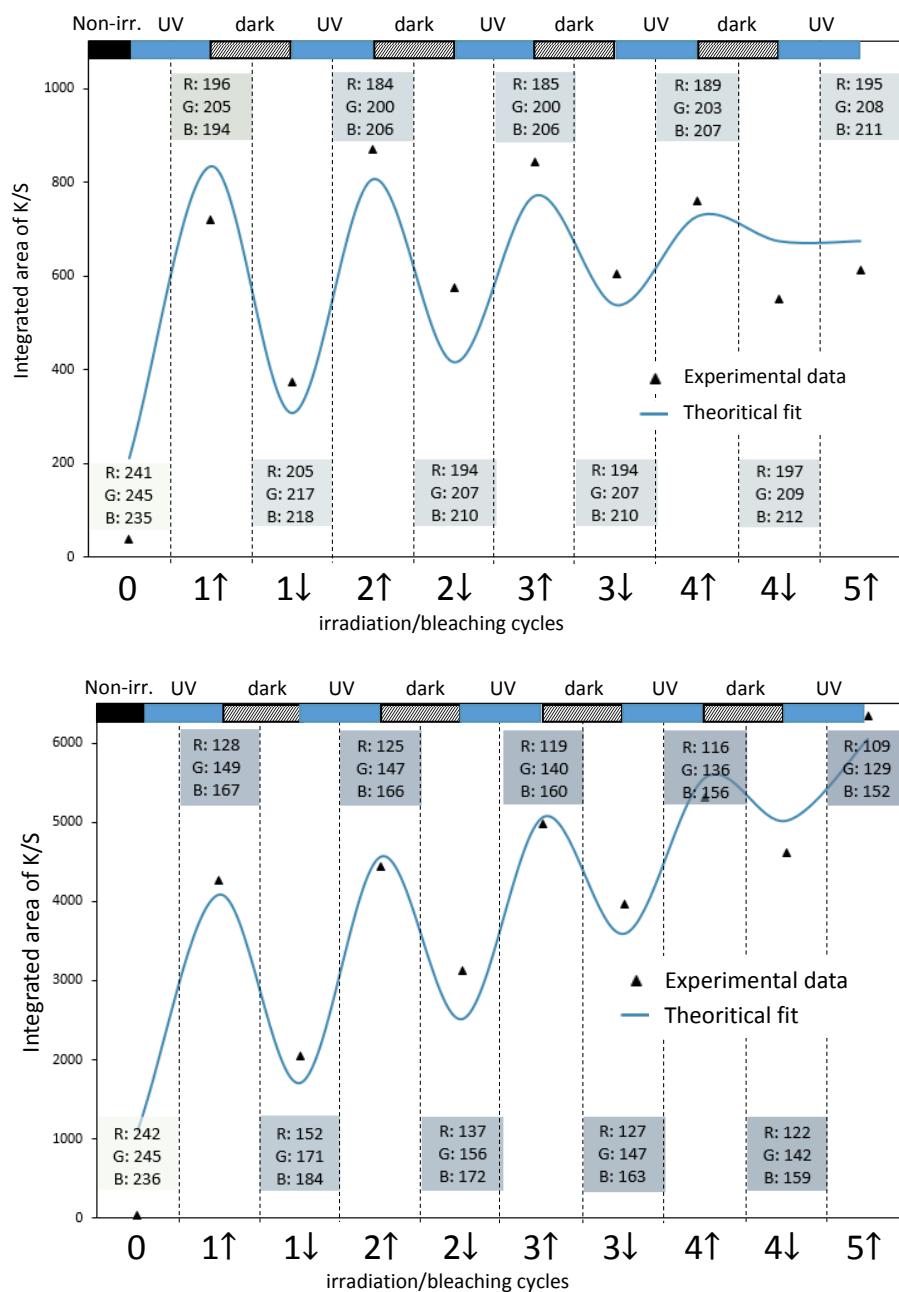 Non-irr. UV dark UV dark UV dark UV dark UV
Integrated area of K/S
1000
800
600
400
200
0
R: 196
G: 205
B: 194
R: 184
G: 200
B: 206
R: 185
G: 200
B: 206
R: 189
G: 203
B: 207
R: 195
G: 208
B: 211
▲ Experimental data
Theoritical fit
R: 241
G: 245
B: 235
R: 205
G: 217
B: 218
R: 194
G: 207
B: 210
R: 194
G: 207
B: 210
R: 197
G: 209
B: 212
0 1↑ 1↓ 2↑ 2↓ 3↑ 3↓ 4↑ 4↓ 5↑
irradiation/bleaching cycles
Non-irr. UV dark UV dark UV dark UV dark UV
Integrated area of K/S
6000
5000
4000
3000
2000
1000
0
R: 128
G: 149
B: 167
R: 125
G: 147
B: 166
R: 119
G: 140
B: 160
R: 116
G: 136
B: 156
R: 109
G: 129
B: 152
▲ Experimental data
Theoritical fit
R: 242
G: 245
B: 236
R: 152
G: 171
B: 184
R: 137
G: 156
B: 172
R: 127
G: 147
B: 163
R: 122
G: 142
B: 159
0 1↑ 1↓ 2↑ 2↓ 3↑ 3↓ 4↑ 4↓ 5↑
irradiation/bleaching cycles